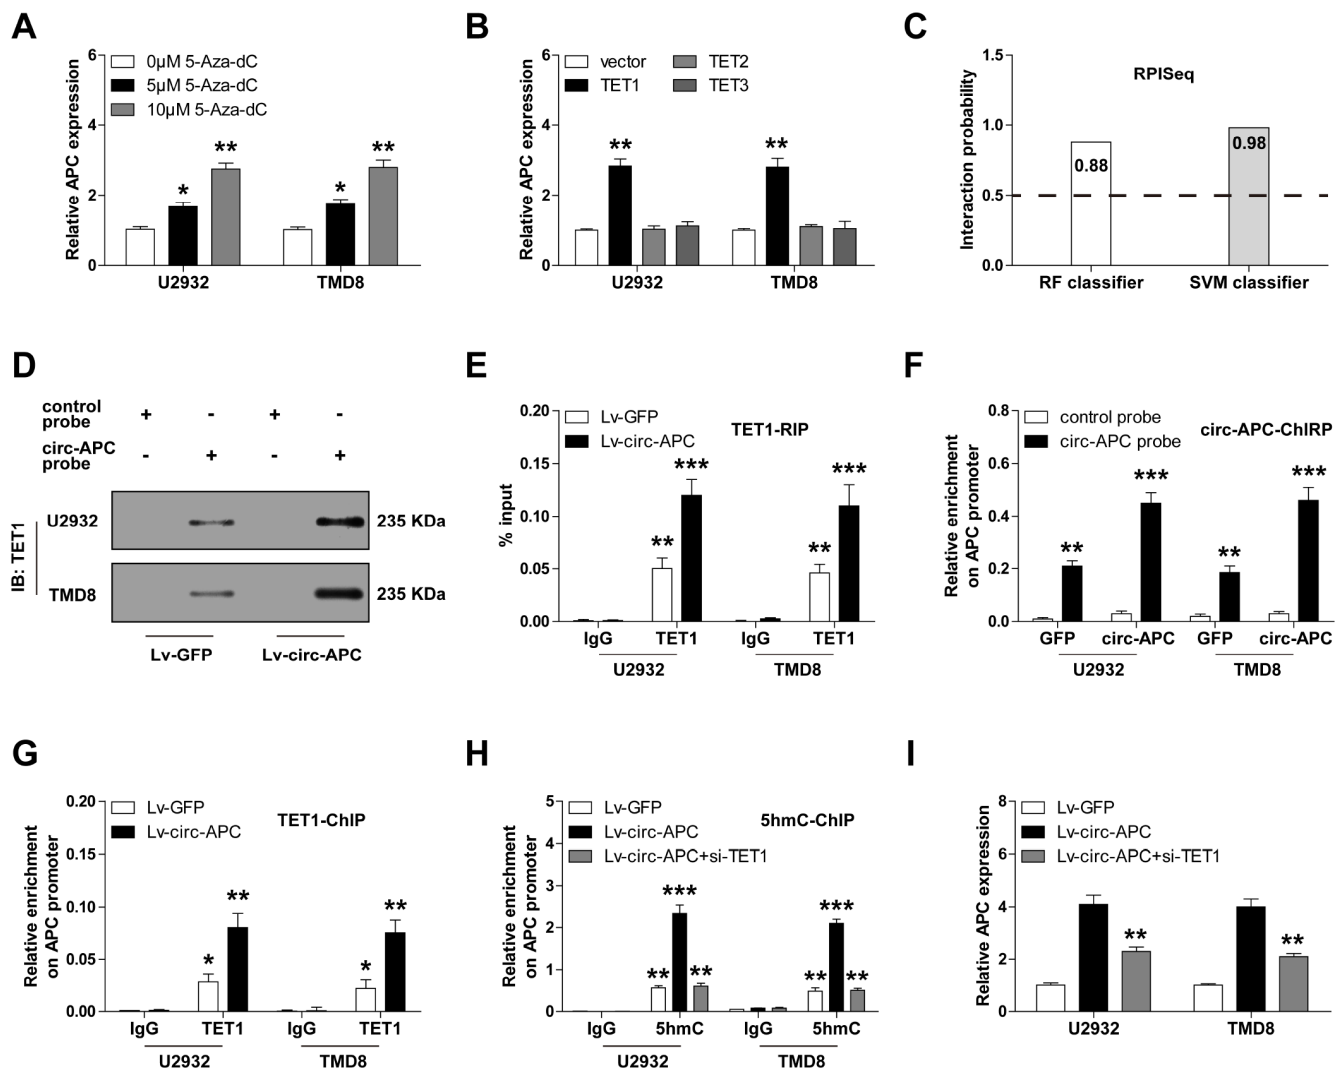 A
Relative APC expression
6
4
2
0
0μM 5-Aza-dC
5μM 5-Aza-dC
10μM 5-Aza-dC
* ** * **
U2932 TMD8
B
Relative APC expression
6
4
2
0
vector TET2
TET1 TET3
** **
U2932 TMD8
C
Interaction probability
1.5
1.0
0.5
0.0
RPISeq
0.88 0.98
RF classifier SVM classifier
D
control
probe
+ - + -
circ-APC
probe
- + - +
IB: TET1
U2932 235 KDa
TMD8 235 KDa
Lv-GFP Lv-circ-APC
E
% input
0.20
0.15
0.10
0.05
0.00
Lv-GFP
Lv-circ-APC
TET1-RIP
** *** ** ***
IgG TET1 IgG TET1
U2932 TMD8
F
Relative enrichment
on APC promoter
0.8
0.6
0.4
0.2
0.0
control probe
circ-APC probe
circ-APC-ChIRP
** *** ** ***
GFP circ-APC GFP circ-APC
U2932 TMD8
G
Relative enrichment
on APC promoter
0.20
0.15
0.10
0.05
0.00
Lv-GFP
Lv-circ-APC
TET1-ChIP
* ** * **
IgG TET1 IgG TET1
U2932 TMD8
H
Relative enrichment
on APC promoter
5
4
3
2
1
0
Lv-GFP
Lv-circ-APC
Lv-circ-APC+si-TET1
5hmC-ChIP
** *** ** ** *** **
IgG 5hmC IgG 5hmC
U2932 TMD8
I
Relative APC expression
8
6
4
2
0
Lv-GFP
Lv-circ-APC
Lv-circ-APC+si-TET1
** **
U2932 TMD8